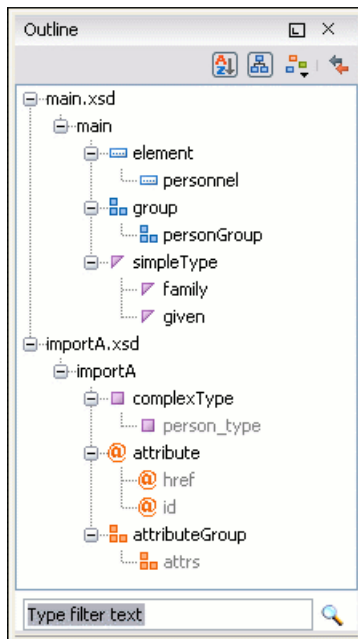 Outline
main.xsd
main
element
personnel
group
personGroup
simpleType
family
given
importA.xsd
importA
complexType
person_type
attribute
@ href
@ id
attributeGroup
attrs
Type filter text